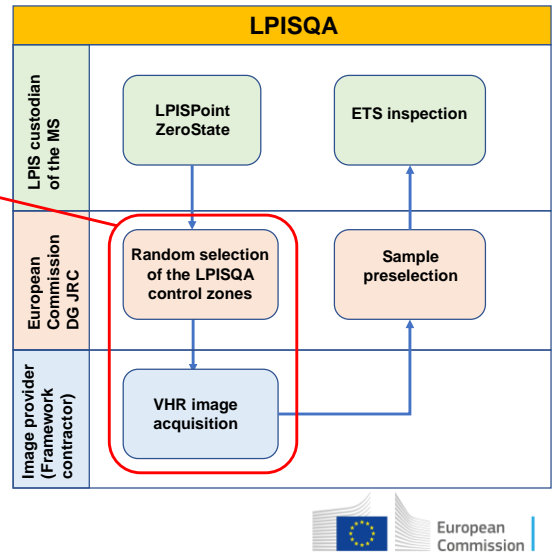 LPISQA
LPIS custodian
of the MS
LPISPoint
ZeroState
ETS inspection
European
Commission
DG JRC
Random selection
of the LPISQA
control zones
Sample
preselection
Image provider
(Framework
contractor)
VHR image
acquisition
European
Commission